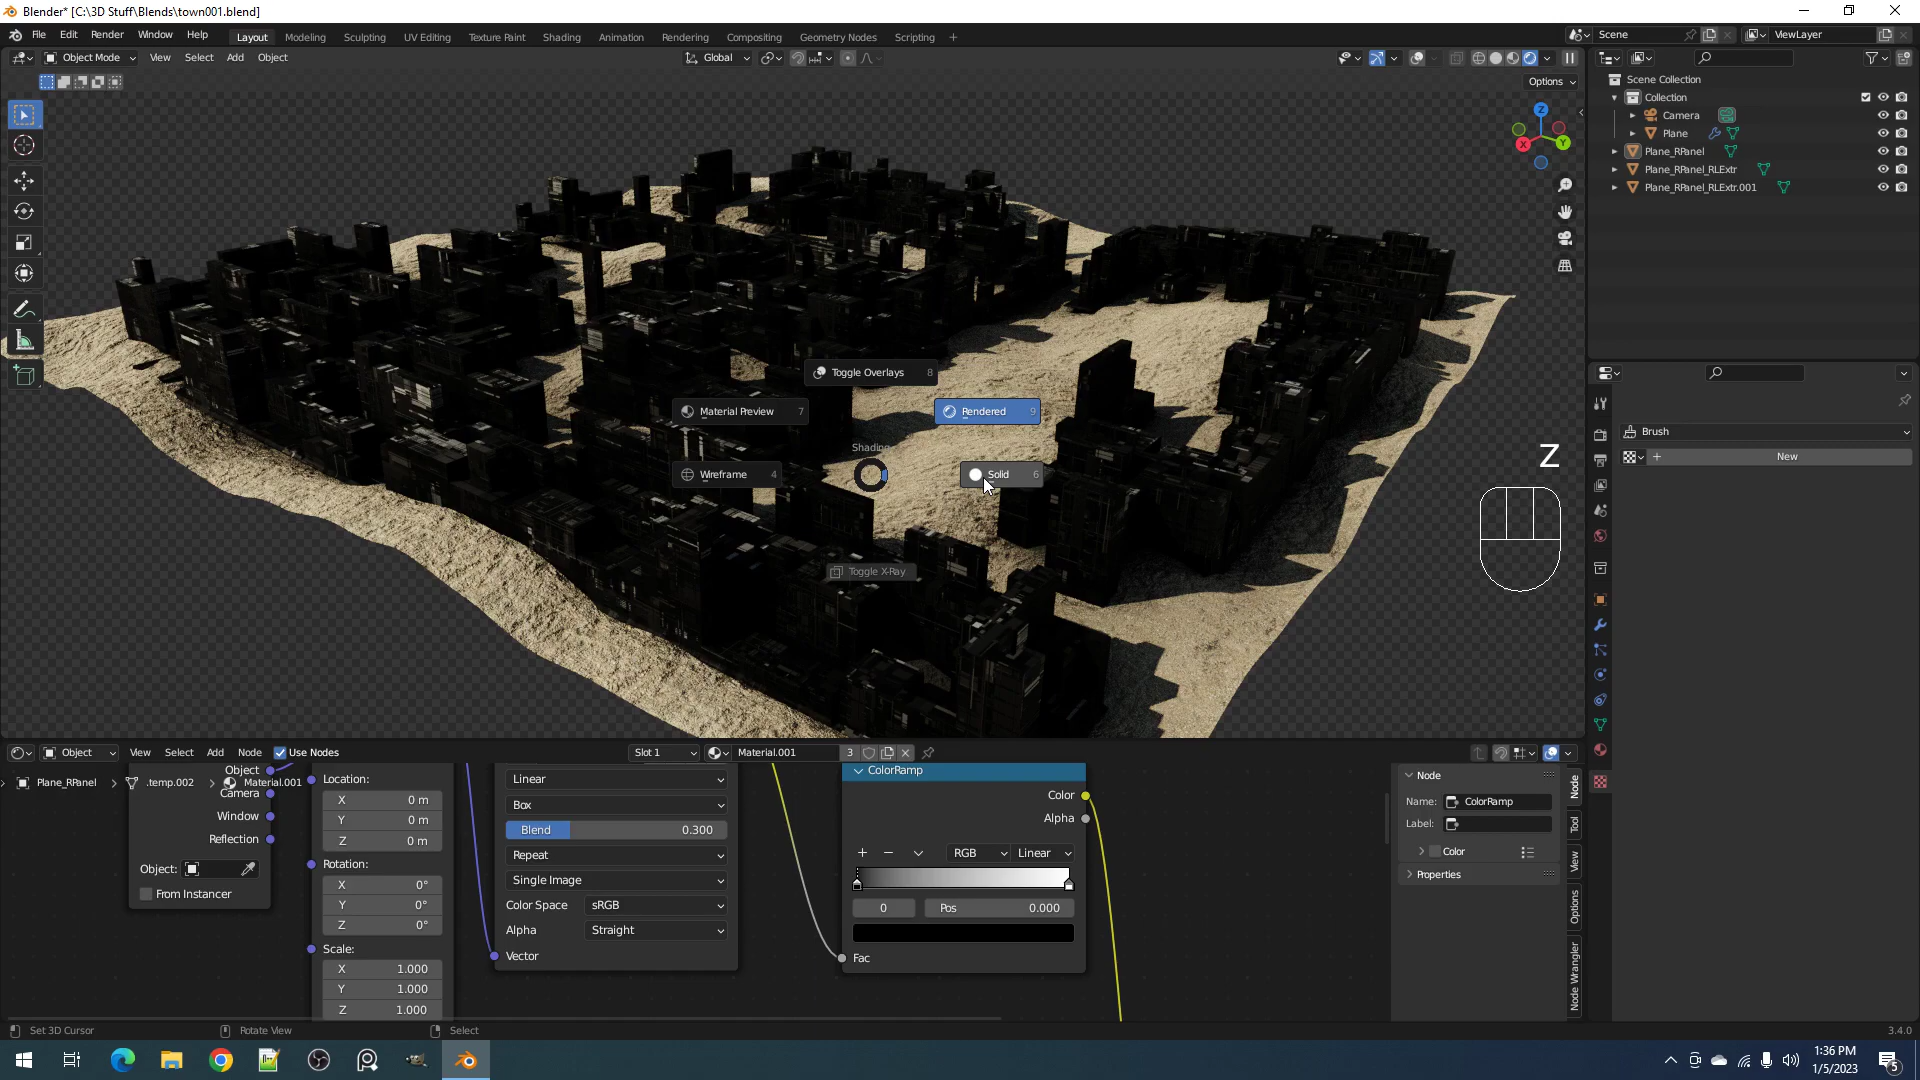 Blender* [C:\3D Stuff\Blends\town001.blend]
File Edit Render Window Help
Layout Modeling Sculpting UV Editing Texture Paint Shading Animation Rendering Compositing Geometry Nodes Scripting +
Scene
ViewLayer
Object Mode View Select Add Object
Global
Options
Scene Collection
Collection
Camera
Plane
Plane_RPanel
Plane_RPanel_RLExtr
Plane_RPanel_RLExtr.001
Z
X
Y
Toggle Overlays 8
Material Preview 7
Rendered 9
Shading
Wireframe 4
Solid 6
Toggle X-Ray
Z
Brush
+ New
Object View Select Add Node Use Nodes
Slot 1
Material.001 3
Plane_RPanel > .temp.002 > Material.001
Object
Camera
Window
Reflection
Object:
From Instancer
Location:
X 0 m
Y 0 m
Z 0 m
Rotation:
X 0°
Y 0°
Z 0°
Scale:
X 1.000
Y 1.000
Z 1.000
Linear
Box
Blend 0.300
Repeat
Single Image
Color Space sRGB
Alpha Straight
Vector
ColorRamp
Color
Alpha
RGB Linear
0 Pos 0.000
Fac
Node
Name: ColorRamp
Label:
Color
Properties
Node
Tool
View
Options
Node Wrangler
Set 3D Cursor Rotate View Select
3.4.0
1:36 PM
1/5/2023
5